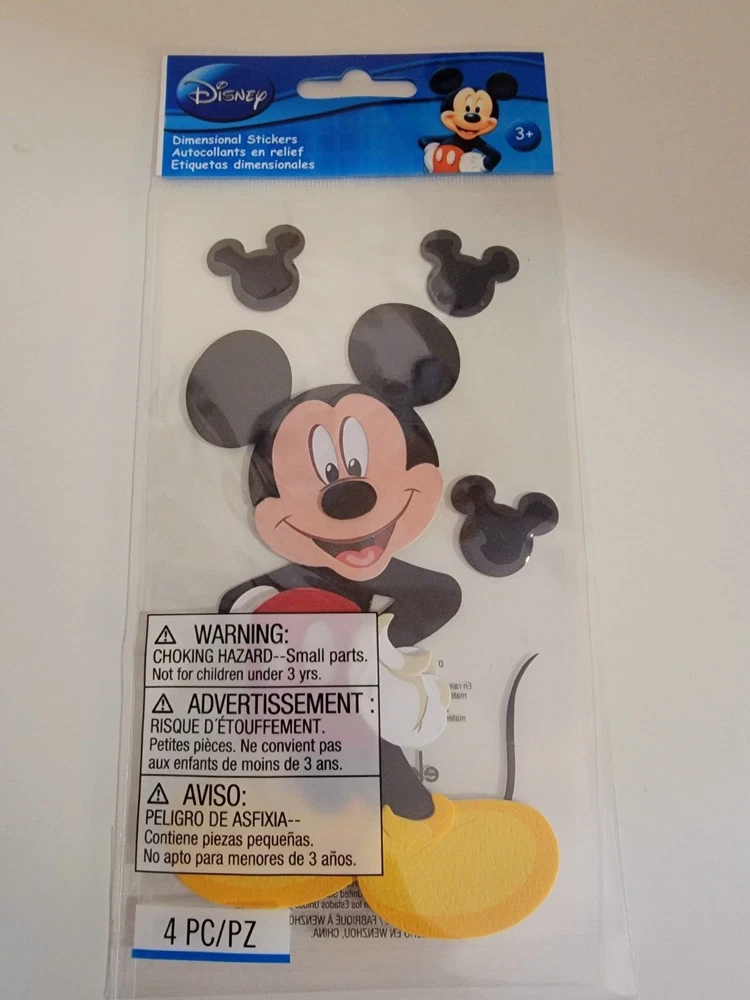 DISNEY
Dimensional Stickers
Autocollants en relief
Etiquetas dimensionales
3+
⚠ WARNING:
CHOKING HAZARD--Small parts.
Not for children under 3 yrs.
⚠ ADVERTISSEMENT :
RISQUE D´ÉTOUFFEMENT.
Petites pièces. Ne convient pas
aux enfants de moins de 3 ans.
⚠ AVISO:
PELIGRO DE ASFIXIA--
Contiene piezas pequeñas.
No apto para menores de 3 años.
4 PC/PZ